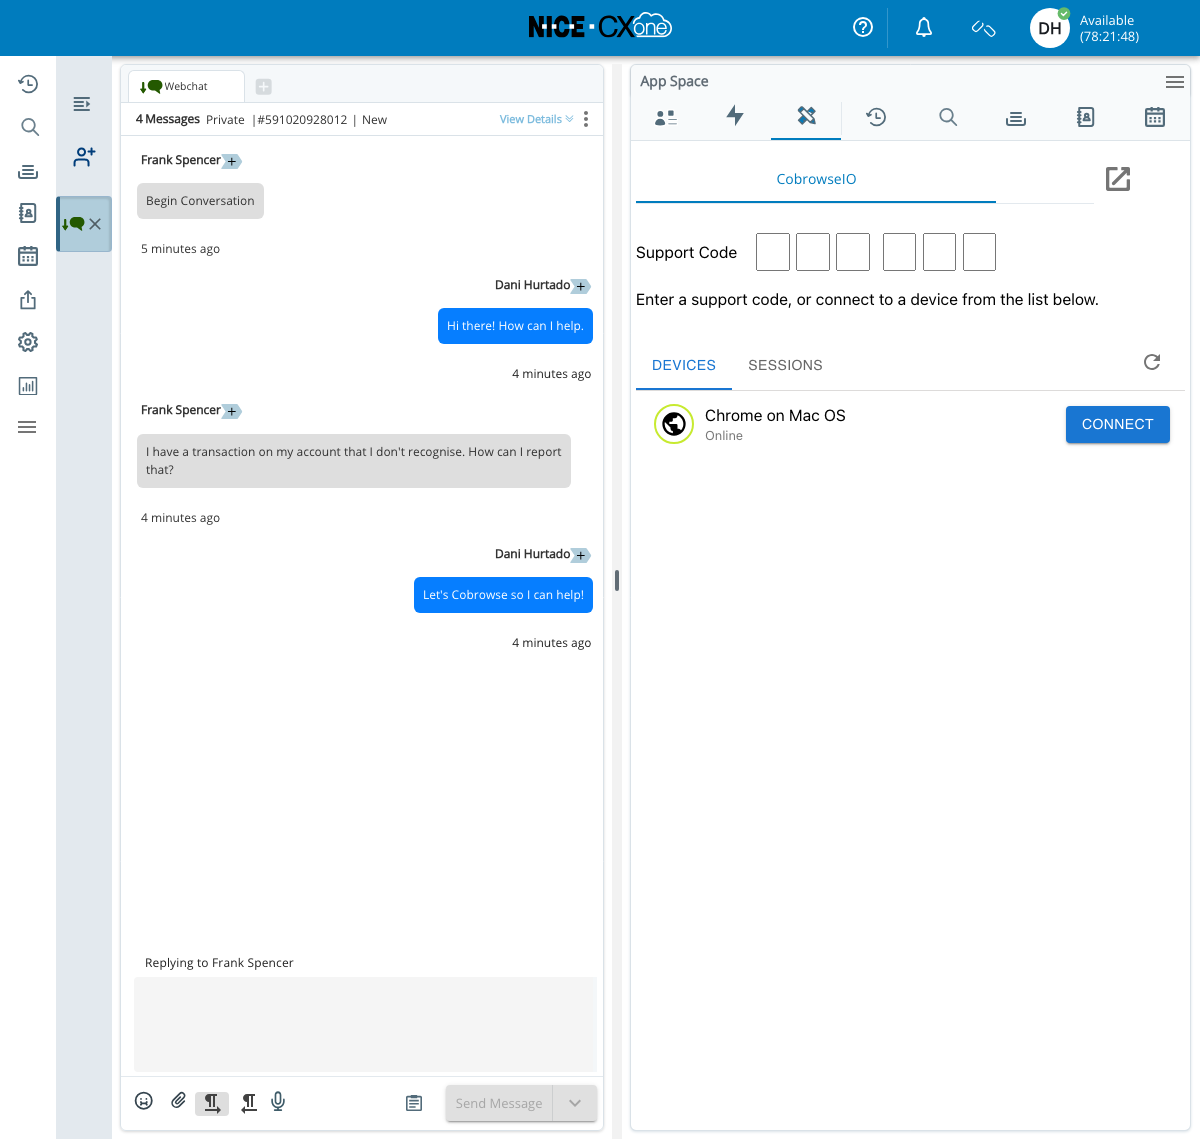 NICE CXone
DH
Available
(78:21:48)
Webchat
4 Messages Private |#591020928012 | New
View Details
Frank Spencer +
Begin Conversation
5 minutes ago
Dani Hurtado +
Hi there! How can I help.
4 minutes ago
Frank Spencer +
I have a transaction on my account that I don't recognise. How can I report
that?
4 minutes ago
Dani Hurtado +
Let's Cobrowse so I can help!
4 minutes ago
Replying to Frank Spencer
Send Message
App Space
CobrowseIO
Support Code
Enter a support code, or connect to a device from the list below.
DEVICES SESSIONS
Chrome on Mac OS
Online
CONNECT